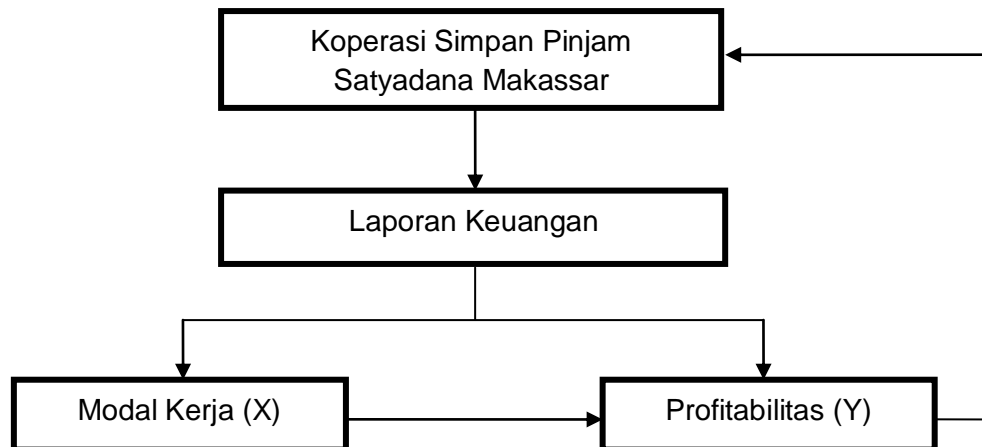 Koperasi Simpan Pinjam
Satyadana Makassar
Laporan Keuangan
Modal Kerja (X)
Profitabilitas (Y)